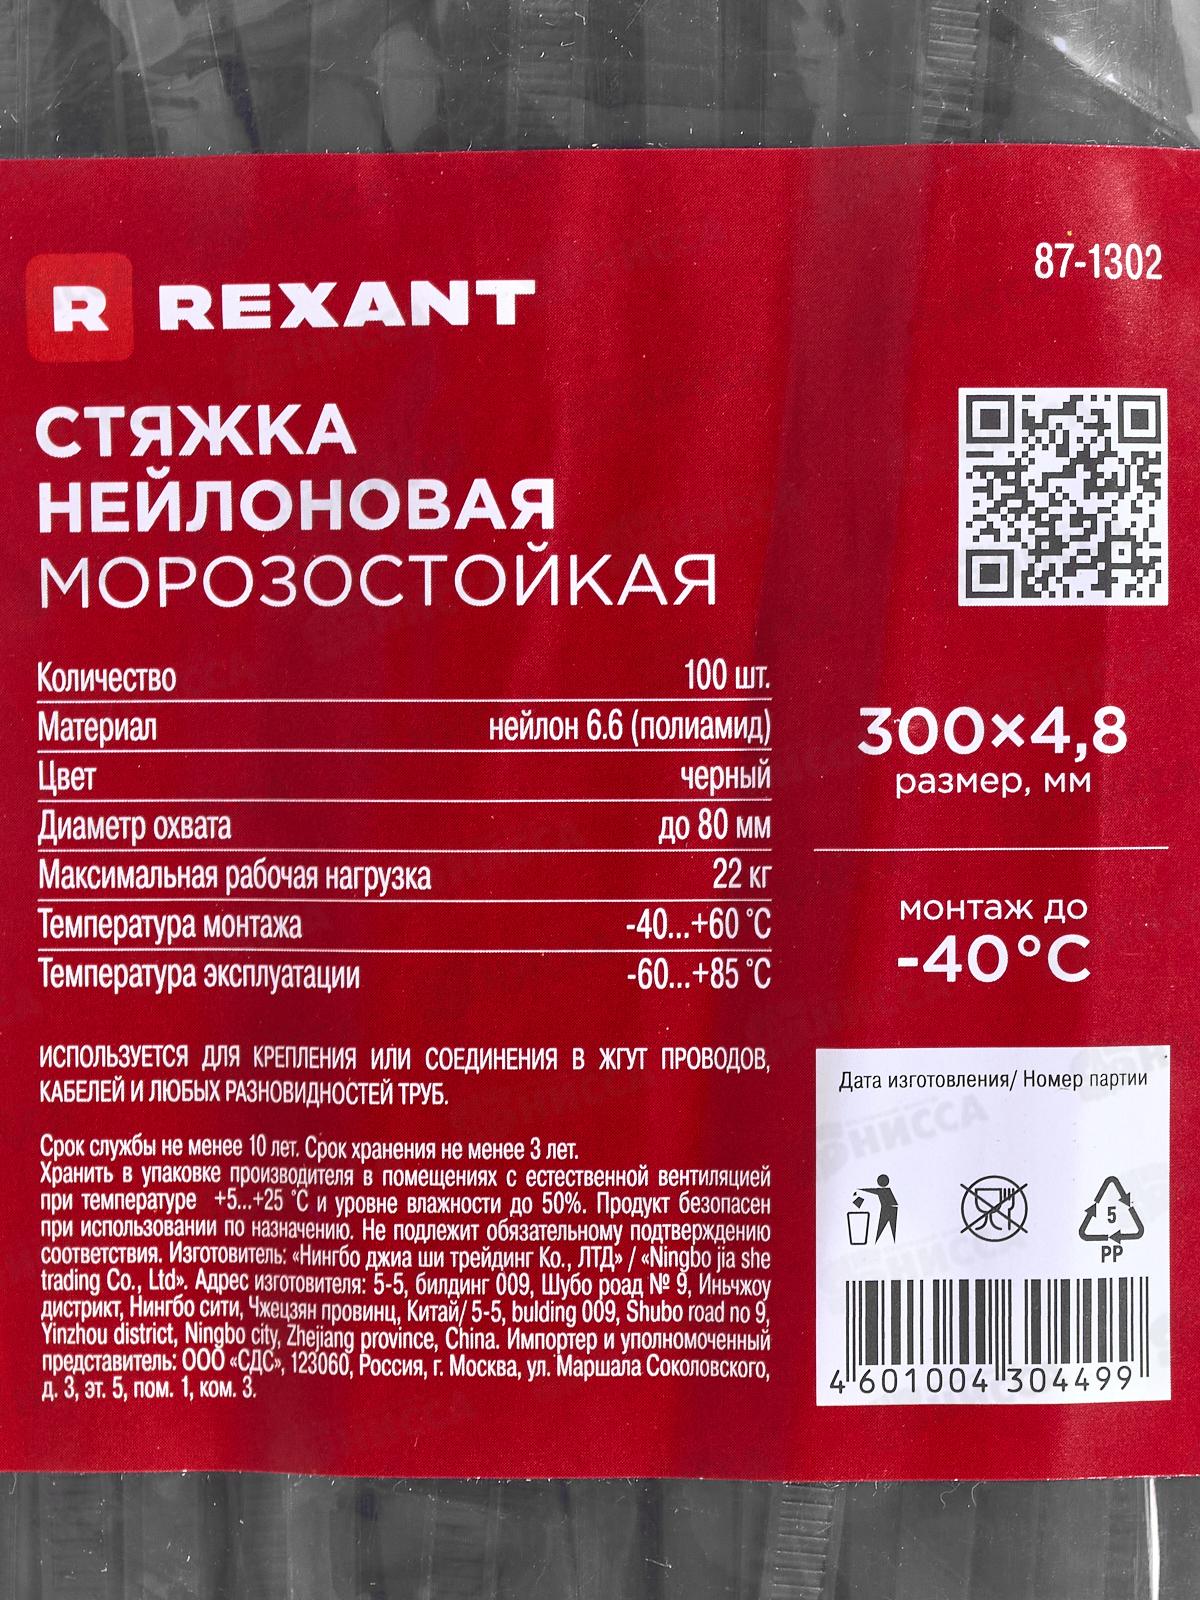 87-1302
R REXANT
СТЯЖКА
НЕЙЛОНОВАЯ
МОРОЗОСТОЙКАЯ
Количество 100 шт.
Материал нейлон 6.6 (полиамид)
Цвет черный
Диаметр охвата до 80 мм
Максимальная рабочая нагрузка 22 кг
Температура монтажа -40...+60 °C
Температура эксплуатации -60...+85 °C
300×4,8
размер, мм
монтаж до
-40°C
ИСПОЛЬЗУЕТСЯ ДЛЯ КРЕПЛЕНИЯ ИЛИ СОЕДИНЕНИЯ В ЖГУТ ПРОВОДОВ,
КАБЕЛЕЙ И ЛЮБЫХ РАЗНОВИДНОСТЕЙ ТРУБ.
Срок службы не менее 10 лет. Срок хранения не менее 3 лет.
Хранить в упаковке производителя в помещениях с естественной вентиляцией
при температуре +5...+25 °C и уровне влажности до 50%. Продукт безопасен
при использовании по назначению. Не подлежит обязательному подтверждению
соответствия. Изготовитель: «Нингбо джиа ши трейдинг Ко., ЛТД» / «Ningbo jia she
trading Co., Ltd». Адрес изготовителя: 5-5, билдинг 009, Шубо роад № 9, Иньчжоу
дистрикт, Нингбо сити, Чжецзян провинц, Китай/ 5-5, bulding 009, Shubo road no 9,
Yinzhou district, Ningbo city, Zhejiang province, China. Импортер и уполномоченный
представитель: ООО «СДС», 123060, Россия, г. Москва, ул. Маршала Соколовского,
д. 3, эт. 5, пом. 1, ком. 3.
Дата изготовления/ Номер партии
5
PP
4 601004 304499